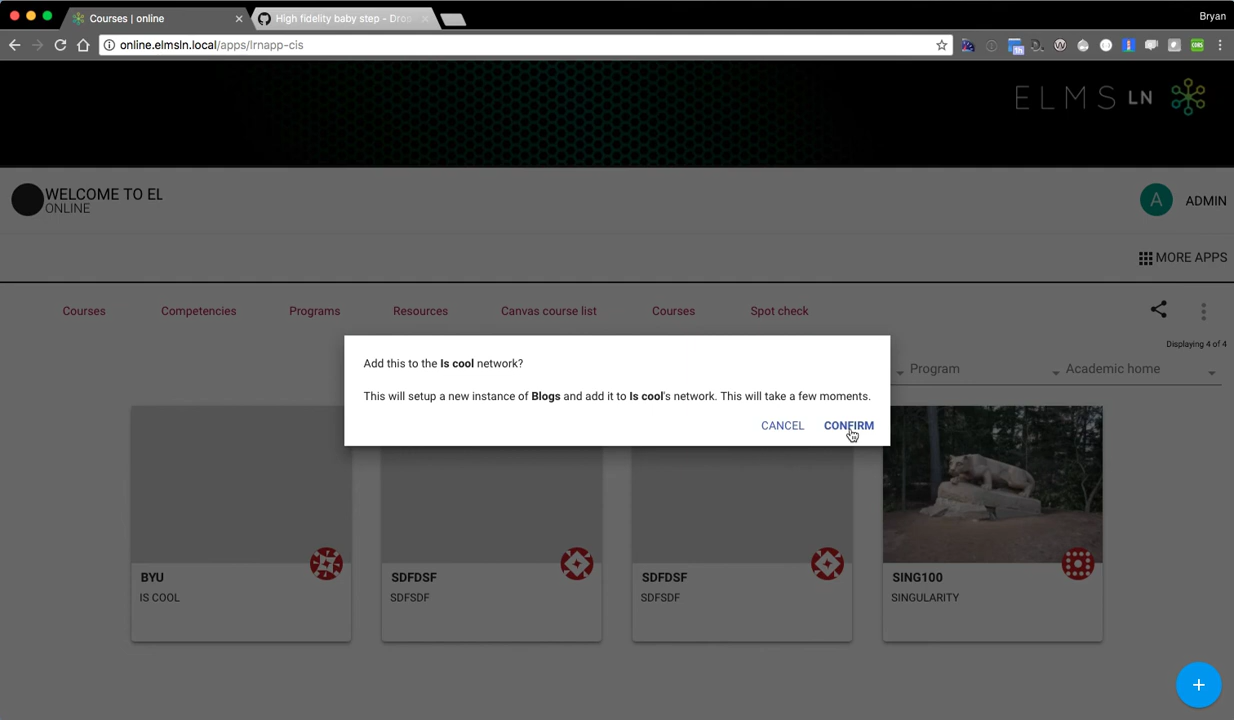 Courses | online
High fidelity baby step - Dro
Bryan
online.elmsln.local/apps/lrnapp-cis
ELMS LN
WELCOME TO EL
ONLINE
A ADMIN
MORE APPS
Courses Competencies Programs Resources Canvas course list Courses Spot check
Displaying 4 of 4
Program Academic home
Add this to the Is cool network?
This will setup a new instance of Blogs and add it to Is cool's network. This will take a few moments.
CANCEL CONFIRM
BYU
IS COOL
SDFDSF
SDFSDF
SDFDSF
SDFSDF
SING100
SINGULARITY